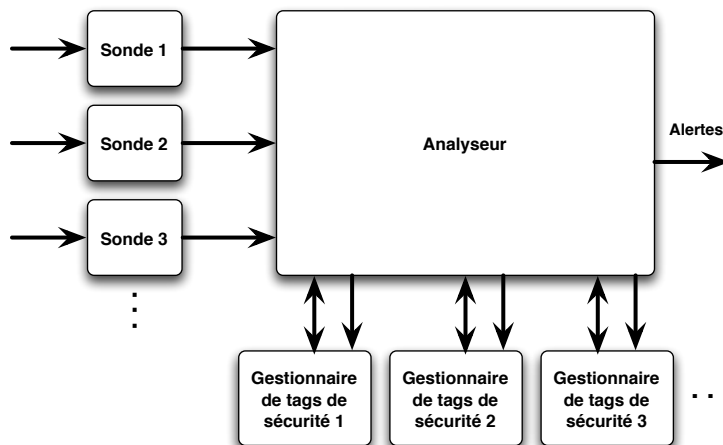 Sonde 1
Sonde 2
Sonde 3
Analyseur
Alertes
Gestionnaire
de tags de
sécurité 1
Gestionnaire
de tags de
sécurité 2
Gestionnaire
de tags de
sécurité 3